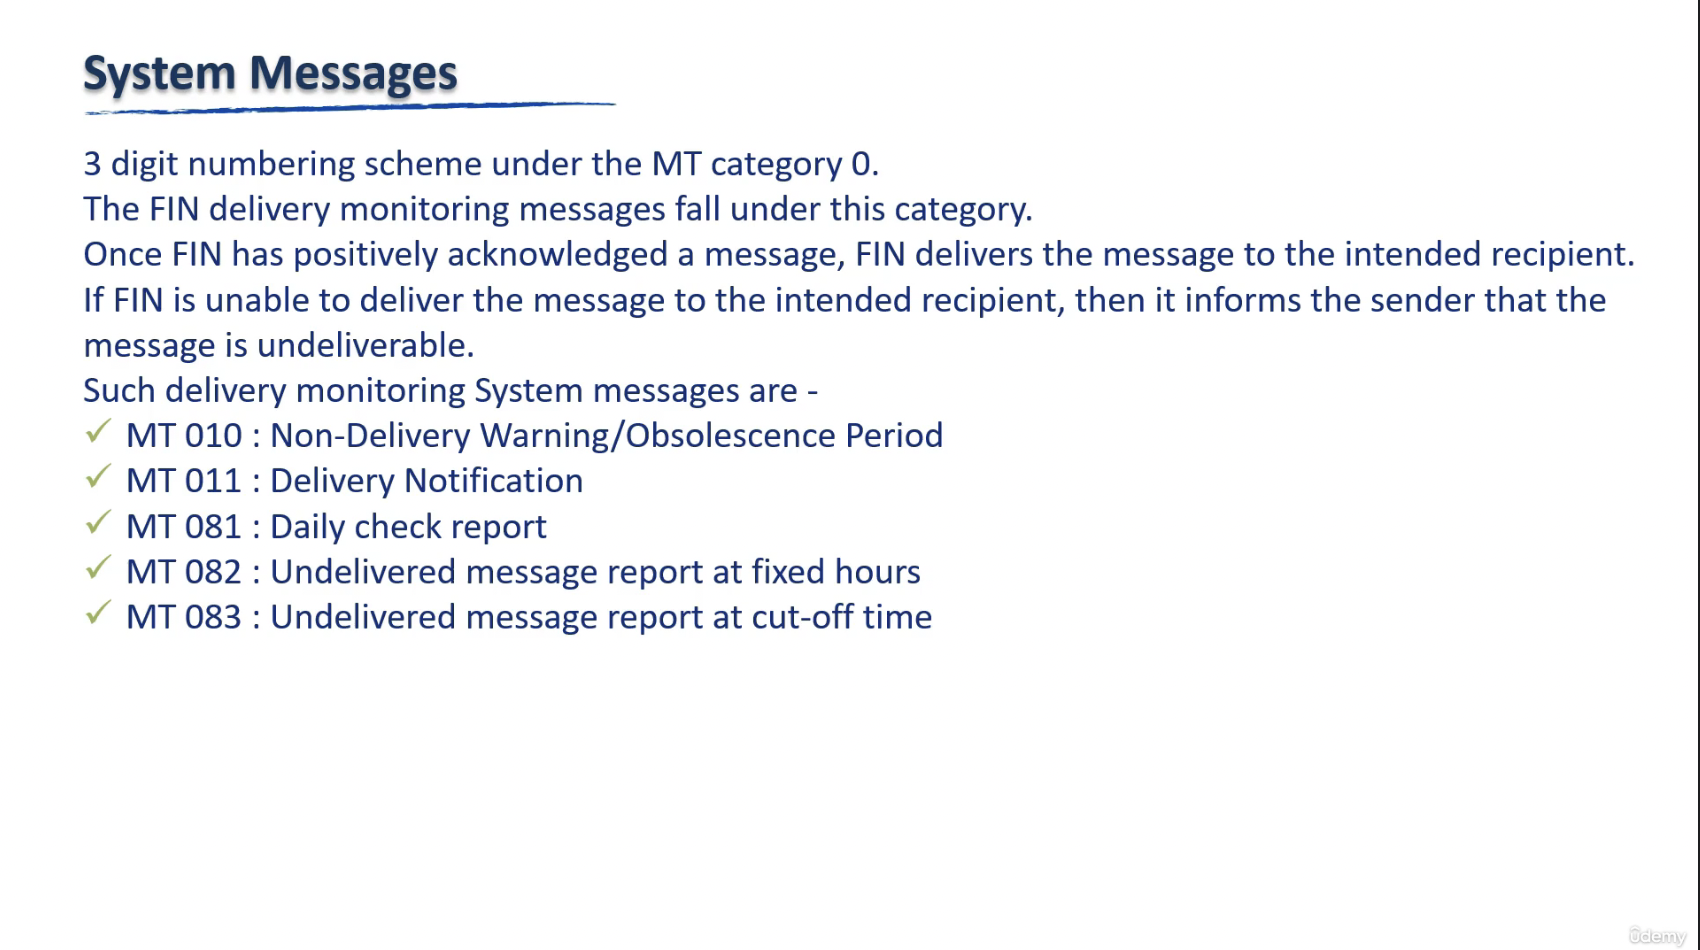 System Messages
3 digit numbering scheme under the MT category 0.
The FIN delivery monitoring messages fall under this category.
Once FIN has positively acknowledged a message, FIN delivers the message to the intended recipient.
If FIN is unable to deliver the message to the intended recipient, then it informs the sender that the
message is undeliverable.
Such delivery monitoring System messages are -
✓ MT 010 : Non-Delivery Warning/Obsolescence Period
✓ MT 011 : Delivery Notification
✓ MT 081 : Daily check report
✓ MT 082 : Undelivered message report at fixed hours
✓ MT 083 : Undelivered message report at cut-off time
ûdemy